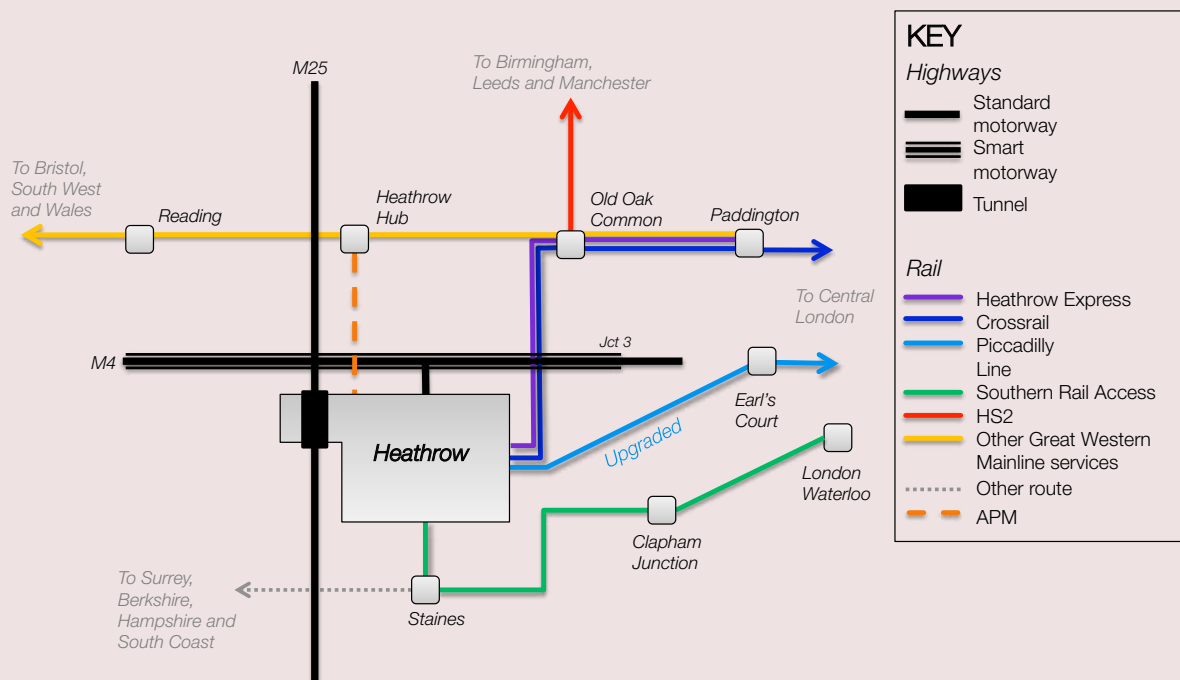 M25
To Birmingham,
Leeds and Manchester
To Bristol,
South West
and Wales
Reading
Heathrow
Hub
Old Oak
Common
Paddington
To Central
London
M4
Jct 3
Heathrow
Upgraded
Earl's
Court
London
Waterloo
Clapham
Junction
To Surrey,
Berkshire,
Hampshire and
South Coast
Staines
KEY
Highways
Standard
motorway
Smart
motorway
Tunnel
Rail
Heathrow Express
Crossrail
Piccadilly
Line
Southern Rail Access
HS2
Other Great Western
Mainline services
Other route
APM